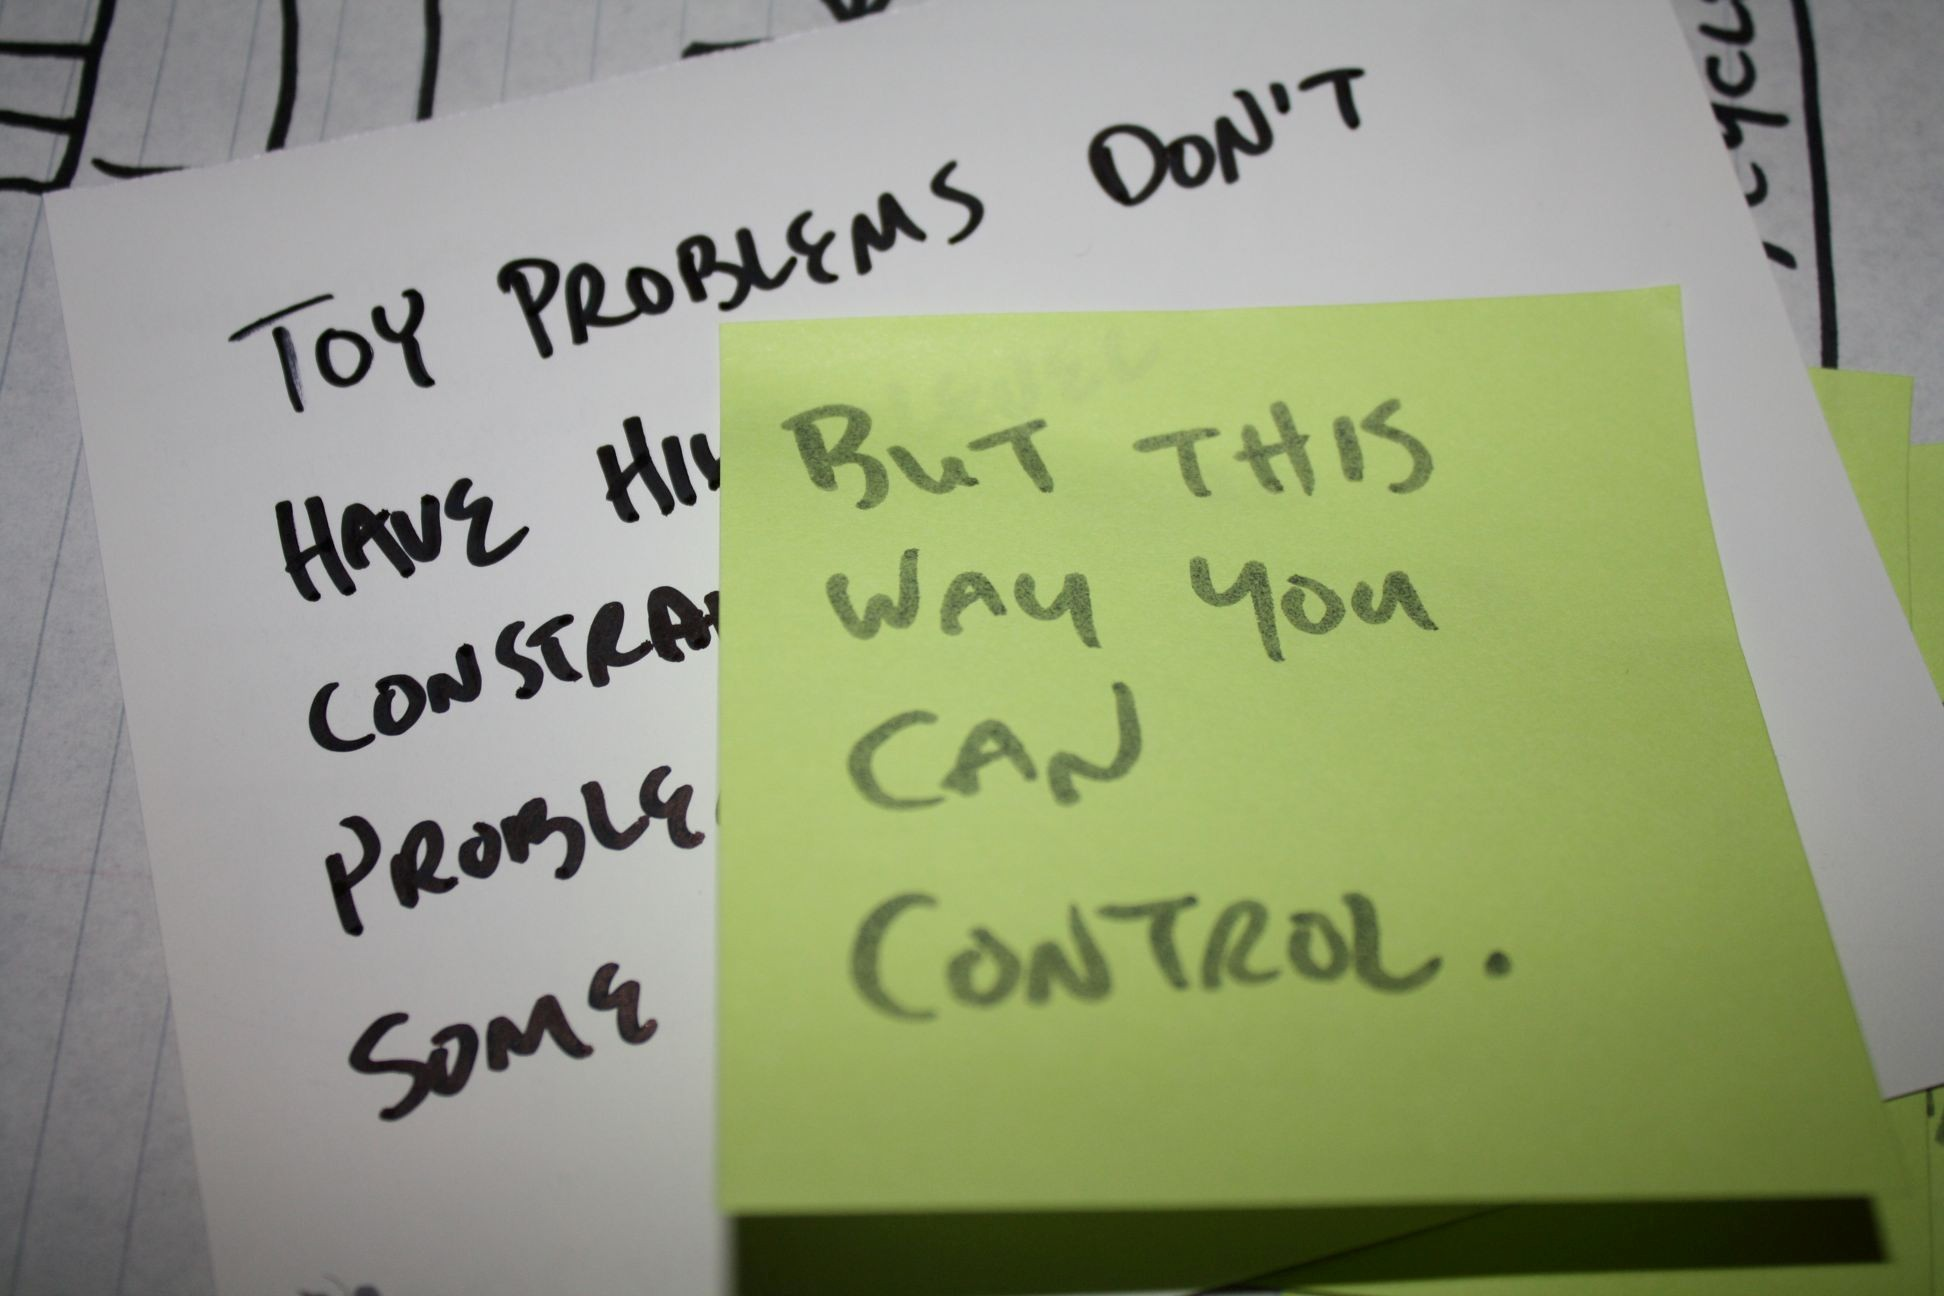 TOY PROBLEMS DON'T
HAVE
SOME
BUT THIS
WAY YOU
CAN
CONTROL.